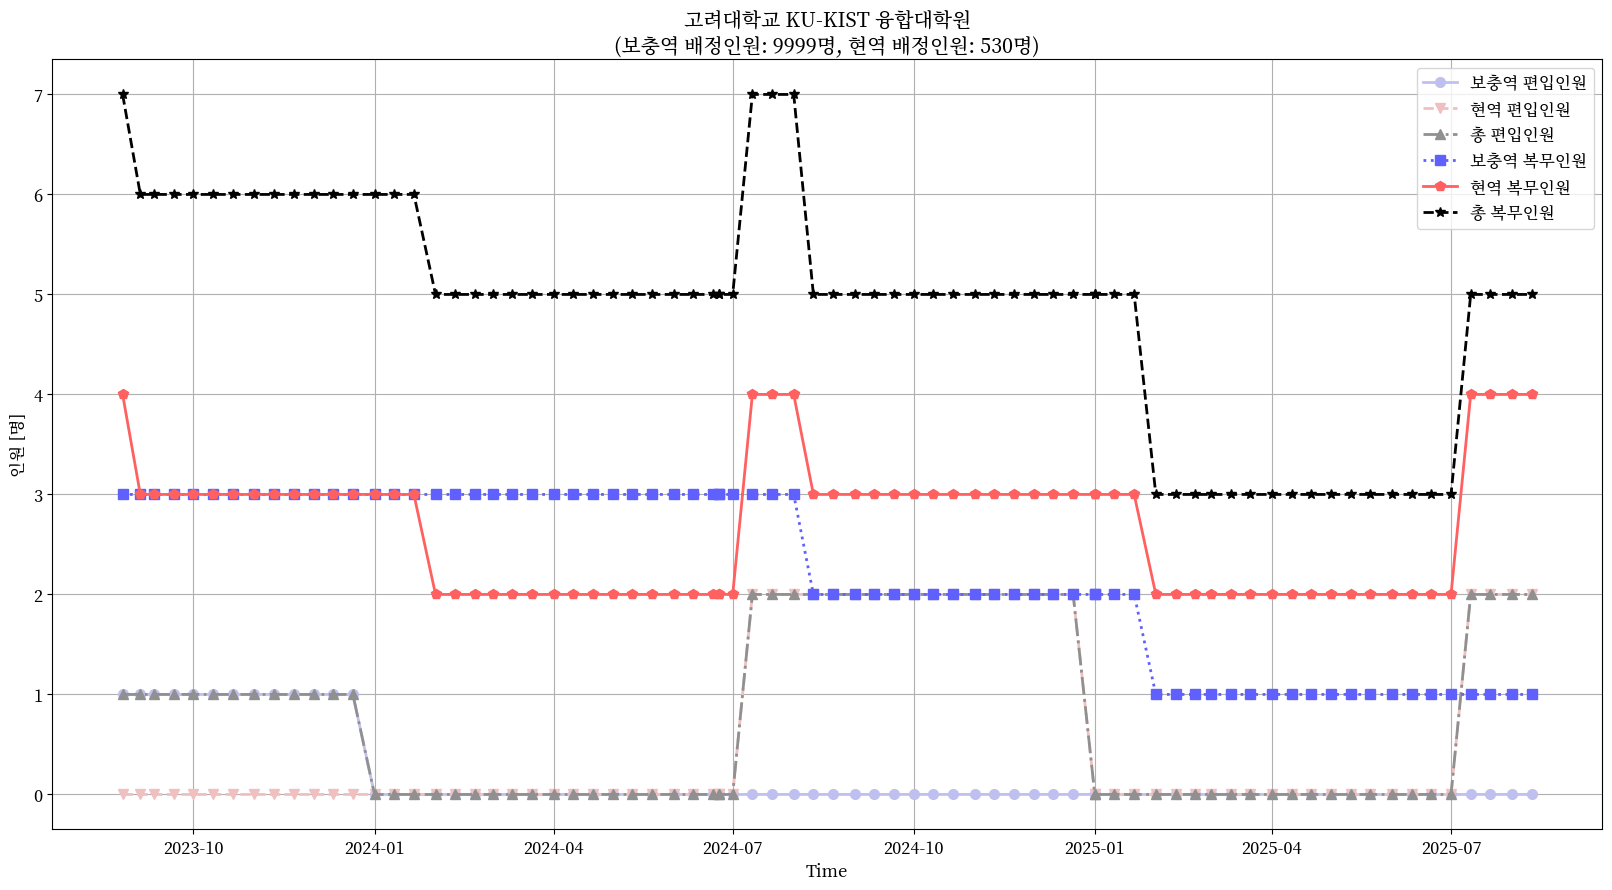 고려대학교 KU-KIST 융합대학원
(보충역 배정인원: 9999명, 현역 배정인원: 530명)
보충역 편입인원
현역 편입인원
총 편입인원
보충역 복무인원
현역 복무인원
총 복무인원
인원 [명]
7
6
5
4
3
2
1
0
2023-10
2024-01
2024-04
2024-07
2024-10
2025-01
2025-04
2025-07
Time